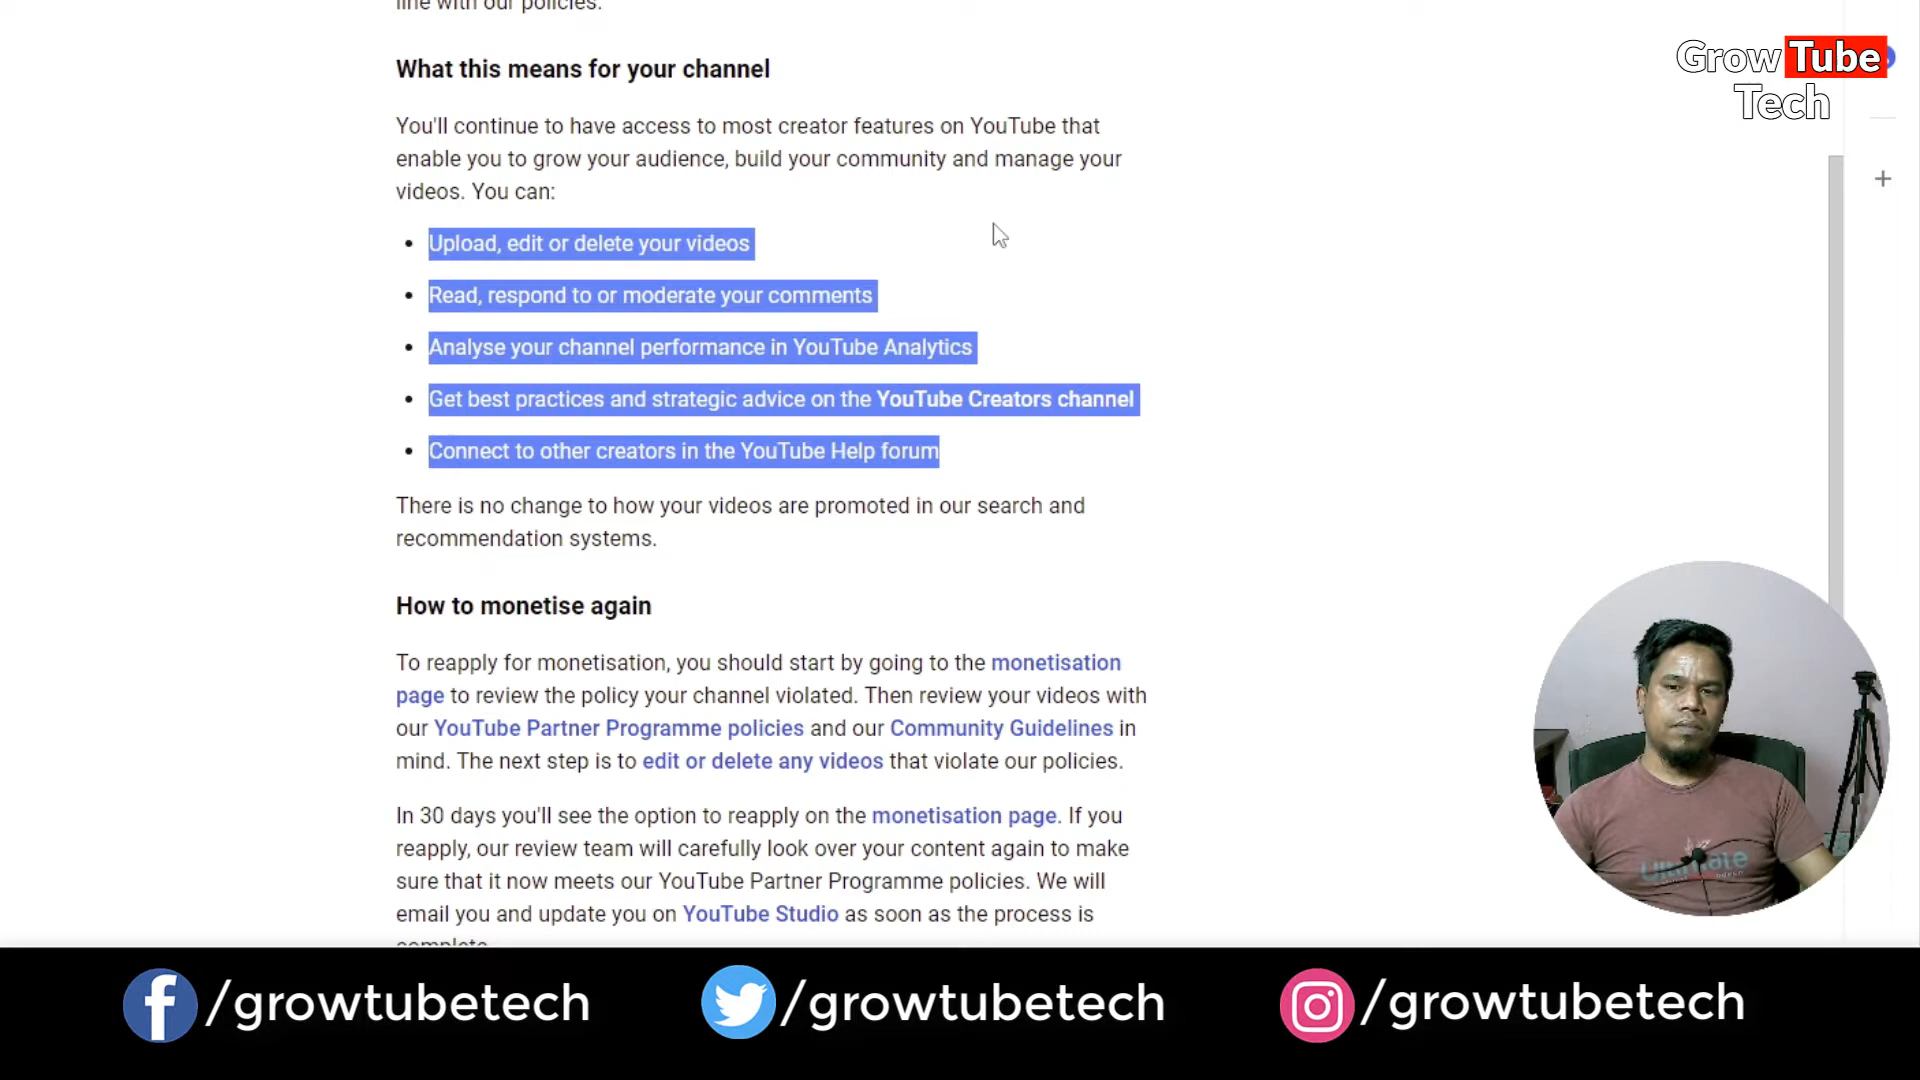 line with our policies.
What this means for your channel
You'll continue to have access to most creator features on YouTube that
enable you to grow your audience, build your community and manage your
videos. You can:
• Upload, edit or delete your videos
• Read, respond to or moderate your comments
• Analyse your channel performance in YouTube Analytics
• Get best practices and strategic advice on the YouTube Creators channel
• Connect to other creators in the YouTube Help forum
There is no change to how your videos are promoted in our search and
recommendation systems.
How to monetise again
To reapply for monetisation, you should start by going to the monetisation
page to review the policy your channel violated. Then review your videos with
our YouTube Partner Programme policies and our Community Guidelines in
mind. The next step is to edit or delete any videos that violate our policies.
In 30 days you'll see the option to reapply on the monetisation page. If you
reapply, our review team will carefully look over your content again to make
sure that it now meets our YouTube Partner Programme policies. We will
email you and update you on YouTube Studio as soon as the process is
complete.
Grow Tube
Tech
Ultimate
/growtubetech
/growtubetech
/growtubetech